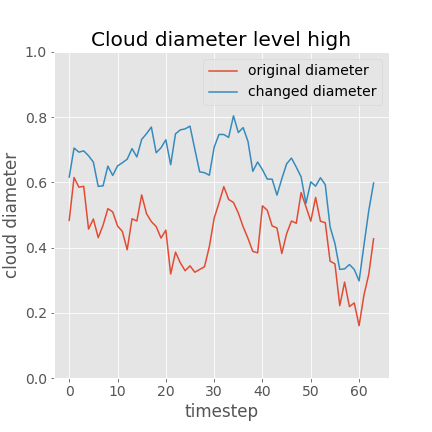 Cloud diameter level high
original diameter
changed diameter
cloud diameter
1.0
0.8
0.6
0.4
0.2
0.0
0 10 20 30 40 50 60
timestep